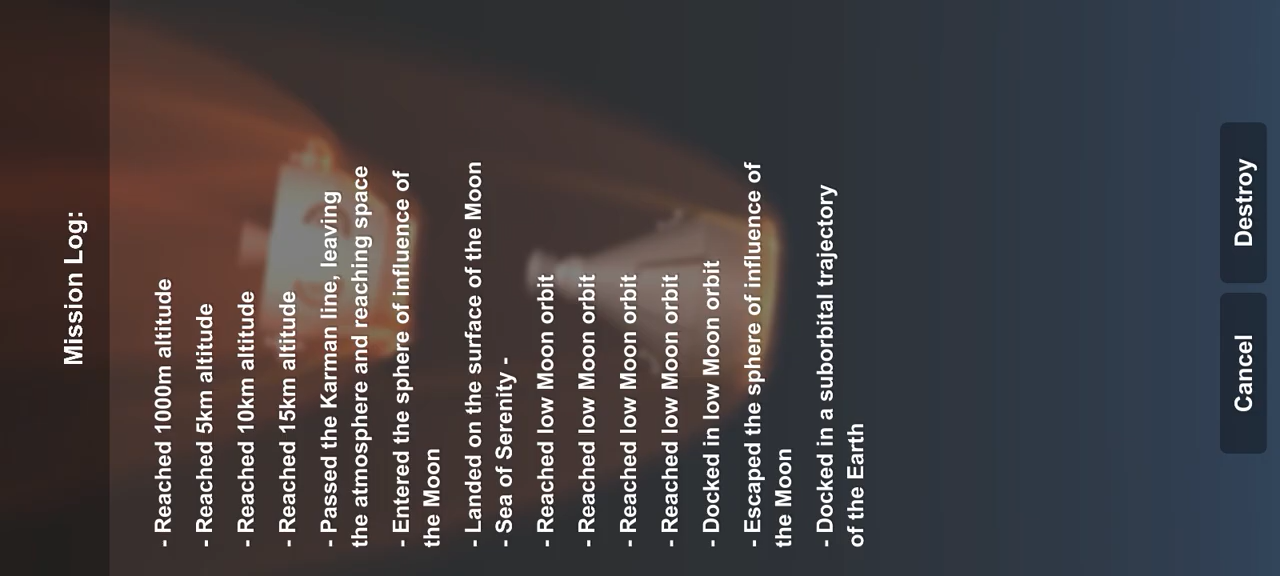 Mission Log:
- Reached 1000m altitude
- Reached 5km altitude
- Reached 10km altitude
- Reached 15km altitude
- Passed the Karman line, leaving
the atmosphere and reaching space
- Entered the sphere of influence of
the Moon
- Landed on the surface of the Moon
- Sea of Serenity -
- Reached low Moon orbit
- Reached low Moon orbit
- Reached low Moon orbit
- Reached low Moon orbit
- Docked in low Moon orbit
- Escaped the sphere of influence of
the Moon
- Docked in a suborbital trajectory
of the Earth
Cancel
Destroy